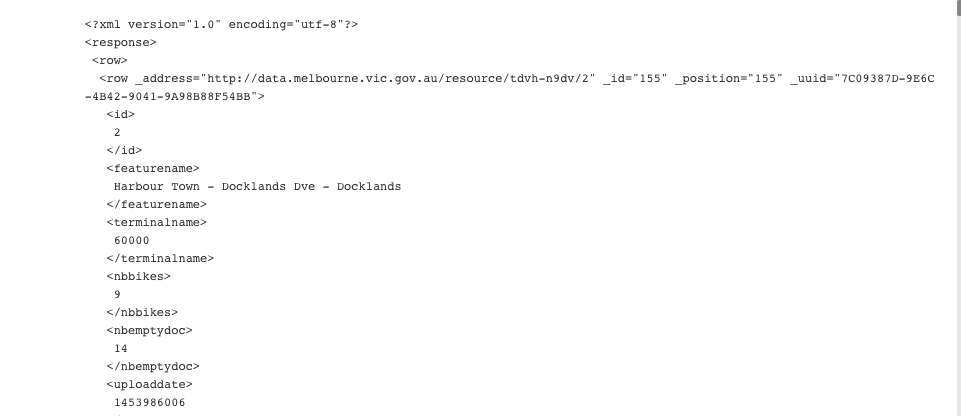 <?xml version="1.0" encoding="utf-8"?>
<response>
<row>
<row _address="http://data.melbourne.vic.gov.au/resource/tdvh-n9dv/2" _id="155" _position="155" _uuid="7C09387D-9E6C
-4B42-9041-9A98B88F54BB">
<id>
2
</id>
<featurename>
Harbour Town - Docklands Dve - Docklands
</featurename>
<terminalname>
60000
</terminalname>
<nbbikes>
9
</nbbikes>
<nbemptydoc>
14
</nbemptydoc>
<uploaddate>
1453986006